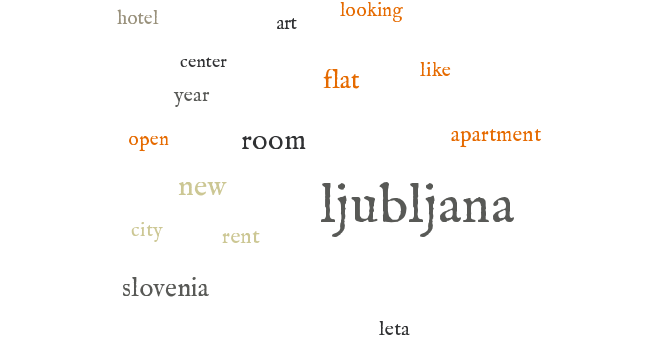 looking
hotel
art
center
like
flat
year
open
room
apartment
new
ljubljana
city
rent
slovenia
leta